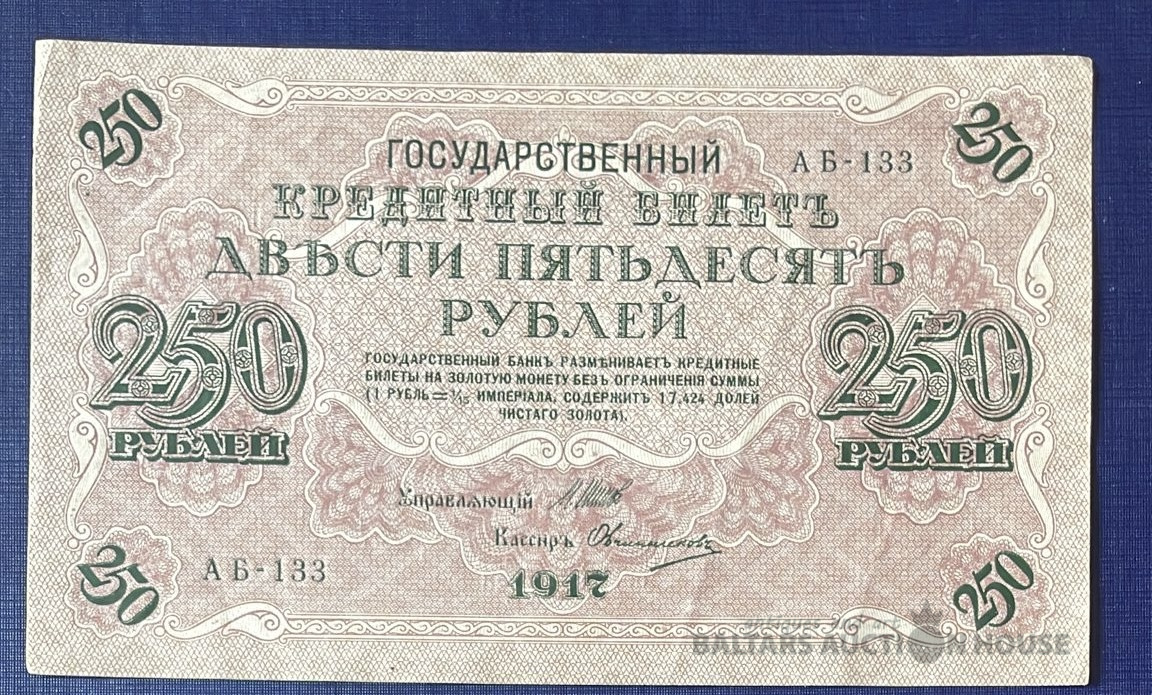 250
250
ГОСУДАРСТВЕННЫЙ
АБ-133
КРЕДИТНЫЙ БИЛЕТЪ
ДВѢСТИ ПЯТЬДЕСЯТЪ
РУБЛЕЙ
250
РУБЛЕЙ
ГОСУДАРСТВЕННЫЙ БАНКЪ РАЗМѢНИВАЕТЪ КРЕДИТНЫЕ
БИЛЕТЫ НА ЗОЛОТУЮ МОНЕТУ БЕЗЪ ОГРАНИЧЕНІЯ СУММЫ
(1 РУБЛЬ=1/15 ИМПЕРІАЛА, СОДЕРЖИТЪ 17,424 ДОЛЕЙ
ЧИСТАГО ЗОЛОТА).
250
РУБЛЕЙ
Управляющій
Кассиръ Овчинниковъ
1917
АБ-133
250
250
BALTARS AUCTION HOUSE